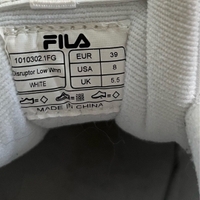 FILA
1010302.1FG
Disruptor Low Wmn
WHITE
EUR 39
USA 8
UK 5.5
MADE IN CHINA